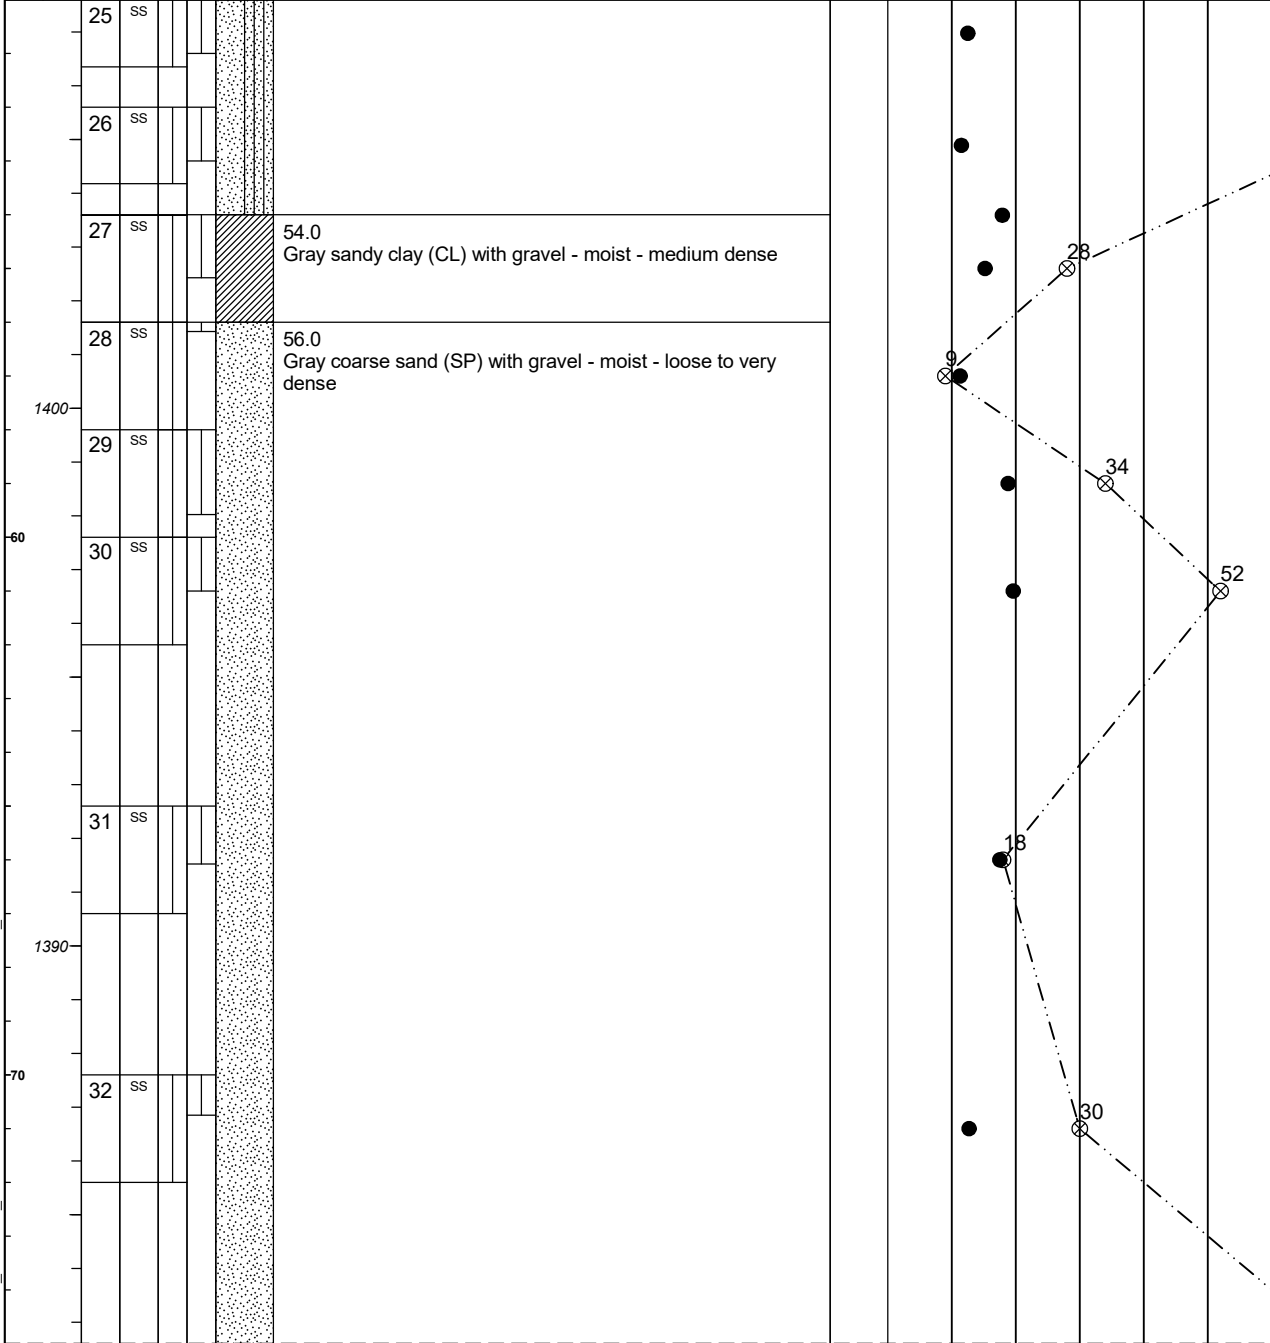 25 SS
26 SS
27 SS
54.0
Gray sandy clay (CL) with gravel - moist - medium dense
28
28 SS
56.0
Gray coarse sand (SP) with gravel - moist - loose to very
dense
9
1400
29 SS
34
60
30 SS
52
31 SS
18
1390
70
32 SS
30